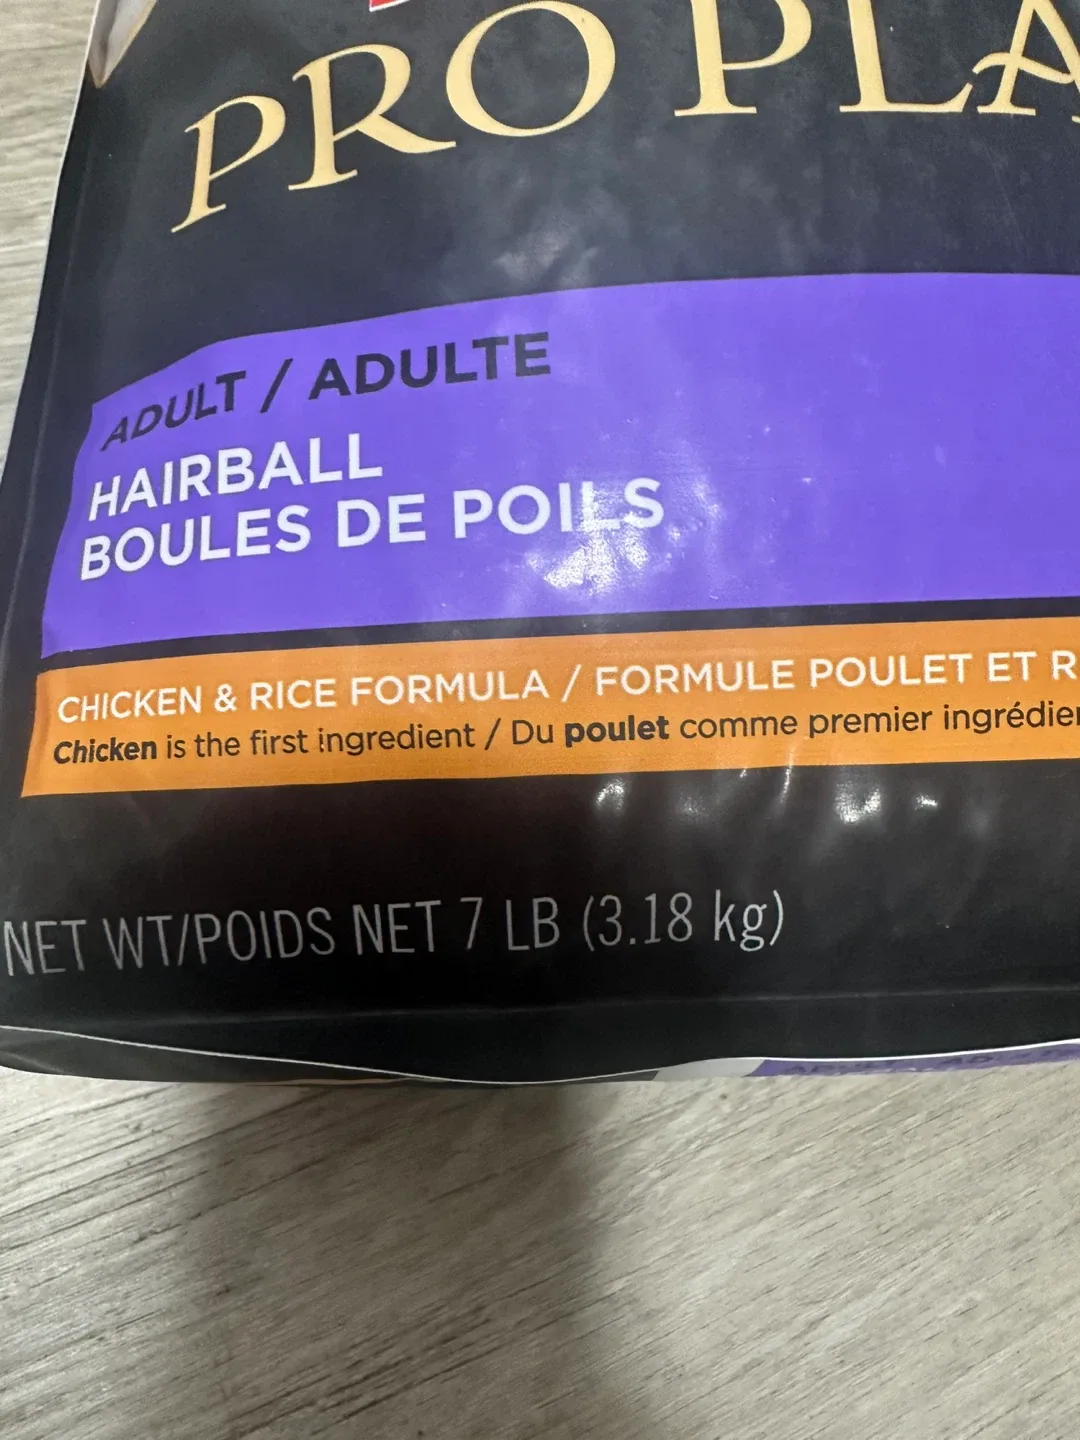 PRO PLA
ADULT / ADULTE
HAIRBALL
BOULES DE POILS
CHICKEN & RICE FORMULA / FORMULE POULET ET R
Chicken is the first ingredient / Du poulet comme premier ingrédien
NET WT/POIDS NET 7 LB (3.18 kg)